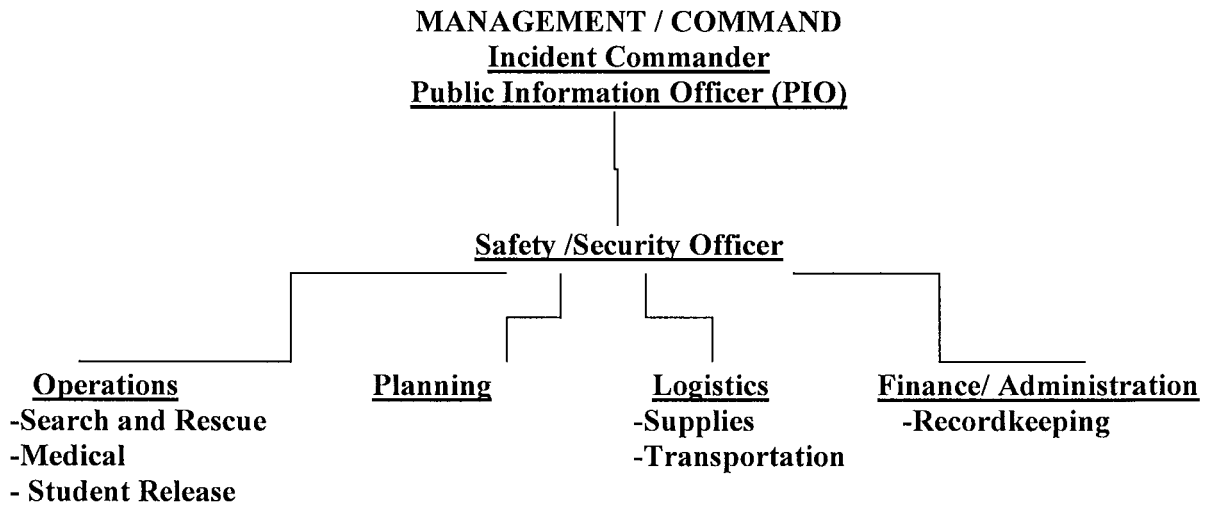 MANAGEMENT / COMMAND
Incident Commander
Public Information Officer (PIO)
Safety /Security Officer
Operations
-Search and Rescue
-Medical
- Student Release
Planning
Logistics
-Supplies
-Transportation
Finance/ Administration
-Recordkeeping